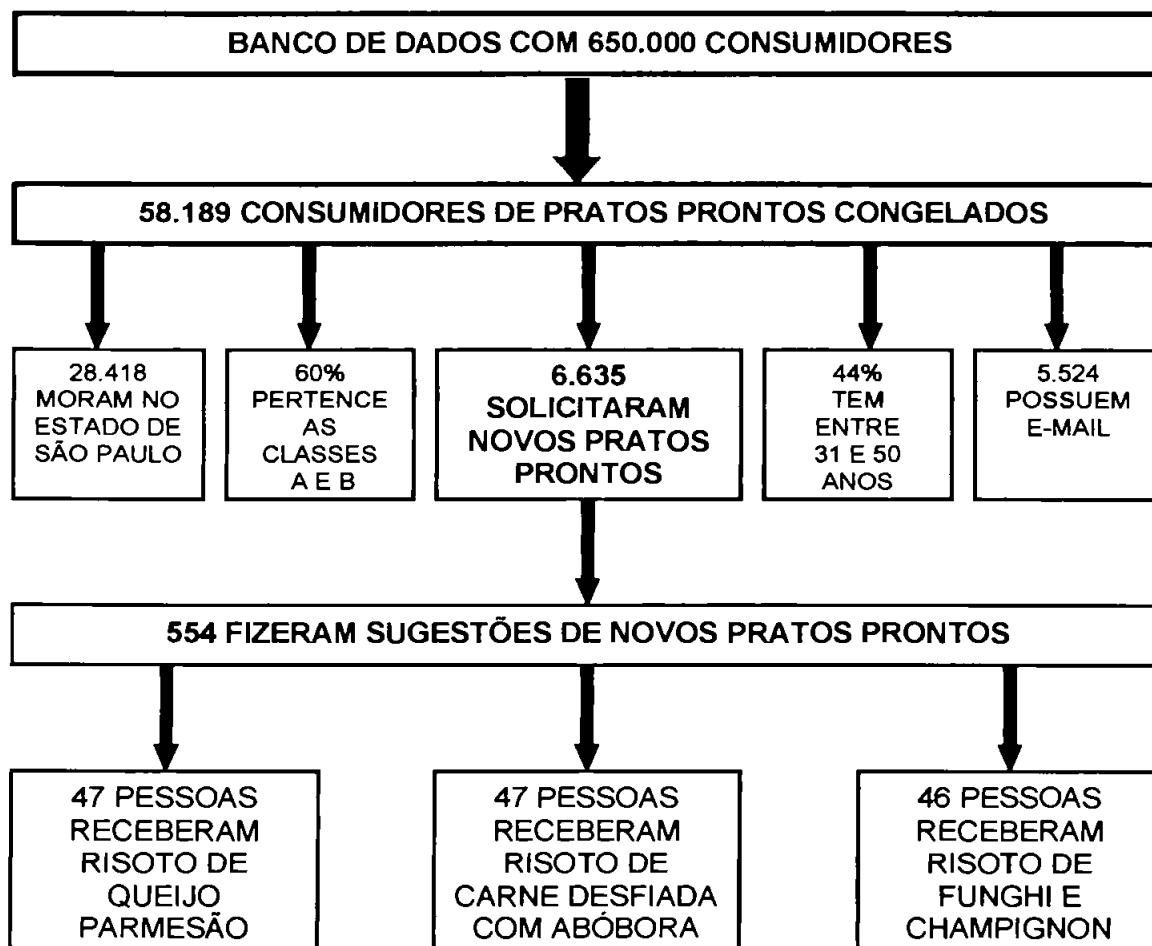 BANCO DE DADOS COM 650.000 CONSUMIDORES
58.189 CONSUMIDORES DE PRATOS PRONTOS CONGELADOS
28.418
MORAM NO
ESTADO DE
SÃO PAULO
60%
PERTENCE
AS
CLASSES
A E B
6.635
SOLICITARAM
NOVOS PRATOS
PRONTOS
44%
TEM
ENTRE
31 E 50
ANOS
5.524
POSSUEM
E-MAIL
554 FIZERAM SUGESTÕES DE NOVOS PRATOS PRONTOS
47 PESSOAS
RECEBERAM
RISOTO DE
QUEIJO
PARMESÃO
47 PESSOAS
RECEBERAM
RISOTO DE
CARNE DESFIADA
COM ABÓBORA
46 PESSOAS
RECEBERAM
RISOTO DE
FUNGHI E
CHAMPIGNON